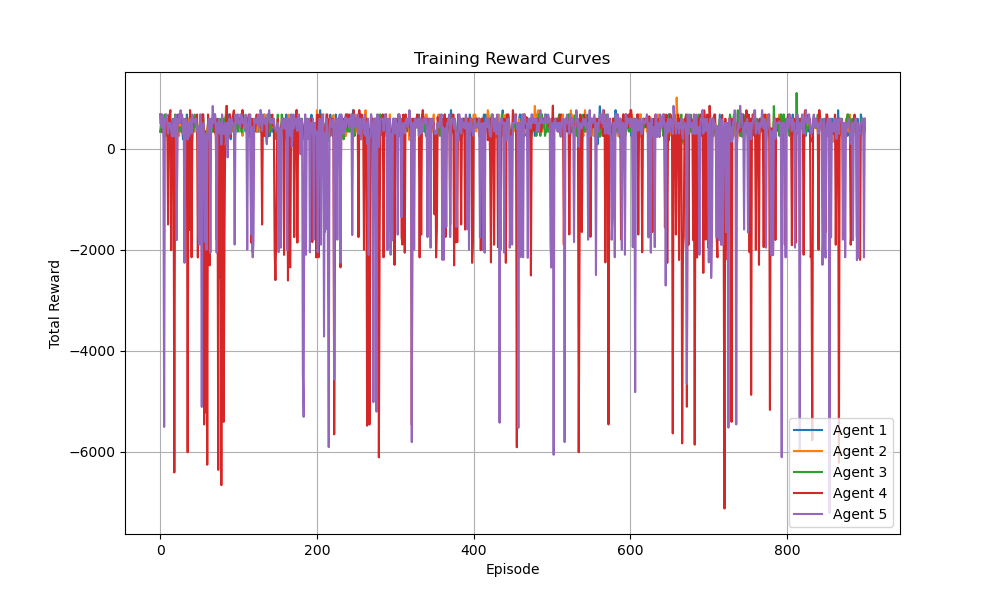 Training Reward Curves
Total Reward
0
−2000
−4000
−6000
0 200 400 600 800
Episode
Agent 1
Agent 2
Agent 3
Agent 4
Agent 5